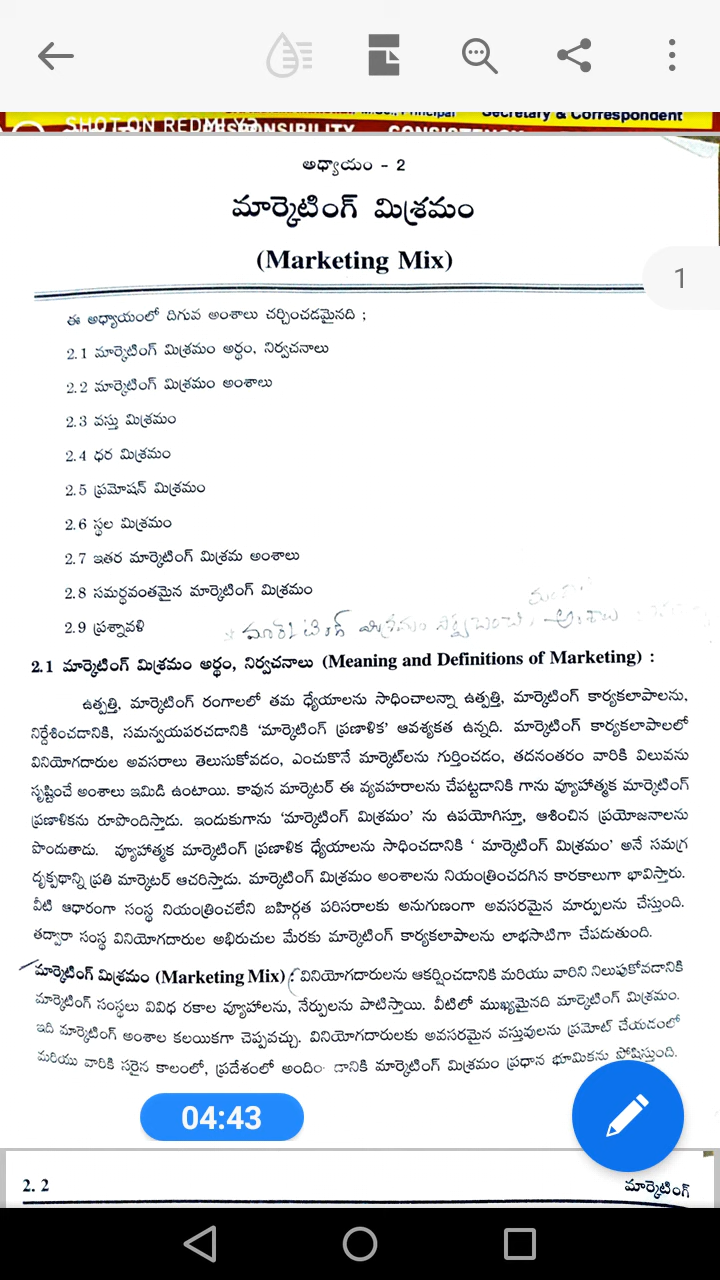 Secretary & Correspondent
SHOT ON REDMI Y3
RESPONSIBILITY CONSISTENCY
అధ్యాయం - 2
మార్కెటింగ్ మిశ్రమం
(Marketing Mix)
1
ఈ అధ్యాయంలో దిగువ అంశాలు చర్చించడమైనది ;
2.1 మార్కెటింగ్ మిశ్రమం అర్థం, నిర్వచనాలు
2.2 మార్కెటింగ్ మిశ్రమం అంశాలు
2.3 వస్తు మిశ్రమం
2.4 ధర మిశ్రమం
2.5 ప్రమోషన్ మిశ్రమం
2.6 స్థల మిశ్రమం
2.7 ఇతర మార్కెటింగ్ మిశ్రమ అంశాలు
2.8 సమర్థవంతమైన మార్కెటింగ్ మిశ్రమం
2.9 ప్రశ్నావళి
2.1 మార్కెటింగ్ మిశ్రమం అర్థం, నిర్వచనాలు (Meaning and Definitions of Marketing) :
ఉత్పత్తి, మార్కెటింగ్ రంగాలలో తమ ధ్యేయాలను సాధించాలన్నా ఉత్పత్తి, మార్కెటింగ్ కార్యకలాపాలను,
నిర్దేశించడానికి, సమన్వయపరచడానికి ‘మార్కెటింగ్ ప్రణాళిక’ ఆవశ్యకత ఉన్నది. మార్కెటింగ్ కార్యకలాపాలలో
వినియోగదారుల అవసరాలు తెలుసుకోవడం, ఎంచుకొనే మార్కెట్‌లను గుర్తించడం, తదనంతరం వారికి విలువను
సృష్టించే అంశాలు ఇమిడి ఉంటాయి. కావున మార్కెటర్ ఈ వ్యవహరాలను చేపట్టడానికి గాను వ్యూహాత్మక మార్కెటింగ్
ప్రణాళికను రూపొందిస్తాడు. ఇందుకుగాను ‘మార్కెటింగ్ మిశ్రమం’ ను ఉపయోగిస్తూ, ఆశించిన ప్రయోజనాలను
పొందుతాడు. వ్యూహాత్మక మార్కెటింగ్ ప్రణాళిక ధ్యేయాలను సాధించడానికి ‘ మార్కెటింగ్ మిశ్రమం’ అనే సమగ్ర
దృక్పథాన్ని ప్రతి మార్కెటర్ ఆచరిస్తాడు. మార్కెటింగ్ మిశ్రమం అంశాలను నియంత్రించదగిన కారకాలుగా భావిస్తారు.
వీటి ఆధారంగా సంస్థ నియంత్రించలేని బహిర్గత పరిసరాలకు అనుగుణంగా అవసరమైన మార్పులను చేస్తుంది.
తద్వారా సంస్థ వినియోగదారుల అభిరుచుల మేరకు మార్కెటింగ్ కార్యకలాపాలను లాభసాటిగా చేపడుతుంది.
మార్కెటింగ్ మిశ్రమం (Marketing Mix) : వినియోగదారులను ఆకర్షించడానికి మరియు వారిని నిలుపుకోవడానికి
మార్కెటింగ్ సంస్థలు వివిధ రకాల వ్యూహాలను, నేర్పులను పాటిస్తాయి. వీటిలో ముఖ్యమైనది మార్కెటింగ్ మిశ్రమం.
ఇది మార్కెటింగ్ అంశాల కలయికగా చెప్పవచ్చు. వినియోగదారులకు అవసరమైన వస్తువులను ప్రమోట్ చేయడంలో
మరియు వారికి సరైన కాలంలో, ప్రదేశంలో మార్కెటింగ్ మిశ్రమం ప్రధాన భూమికను పోషిస్తుంది.
04:43
2. 2 మార్కెటింగ్